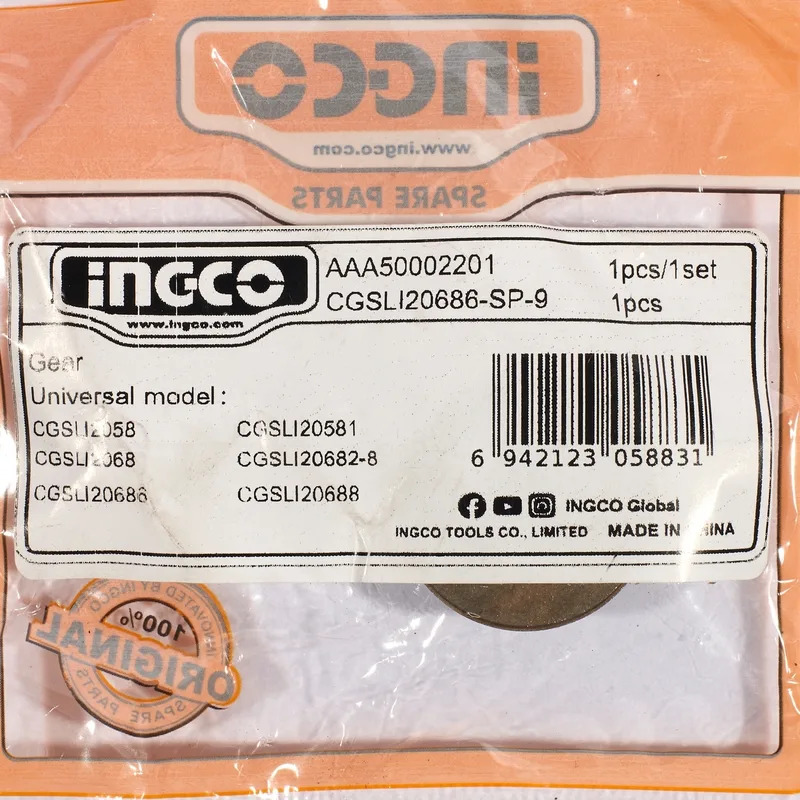 INGCO
www.ingco.com
SPARE PARTS
INGCO
www.ingco.com
AAA50002201 1pcs/1set
CGSLI20686-SP-9 1pcs
Gear
Universal model:
CGSLI2058 CGSLI20581
CGSLI2068 CGSLI20682-8
CGSLI20686 CGSLI20688
6 942123 058831
INGCO Global
INGCO TOOLS CO., LIMITED MADE IN CHINA
INNOVATED BY INGCO
100%
ORIGINAL
SPARE PARTS